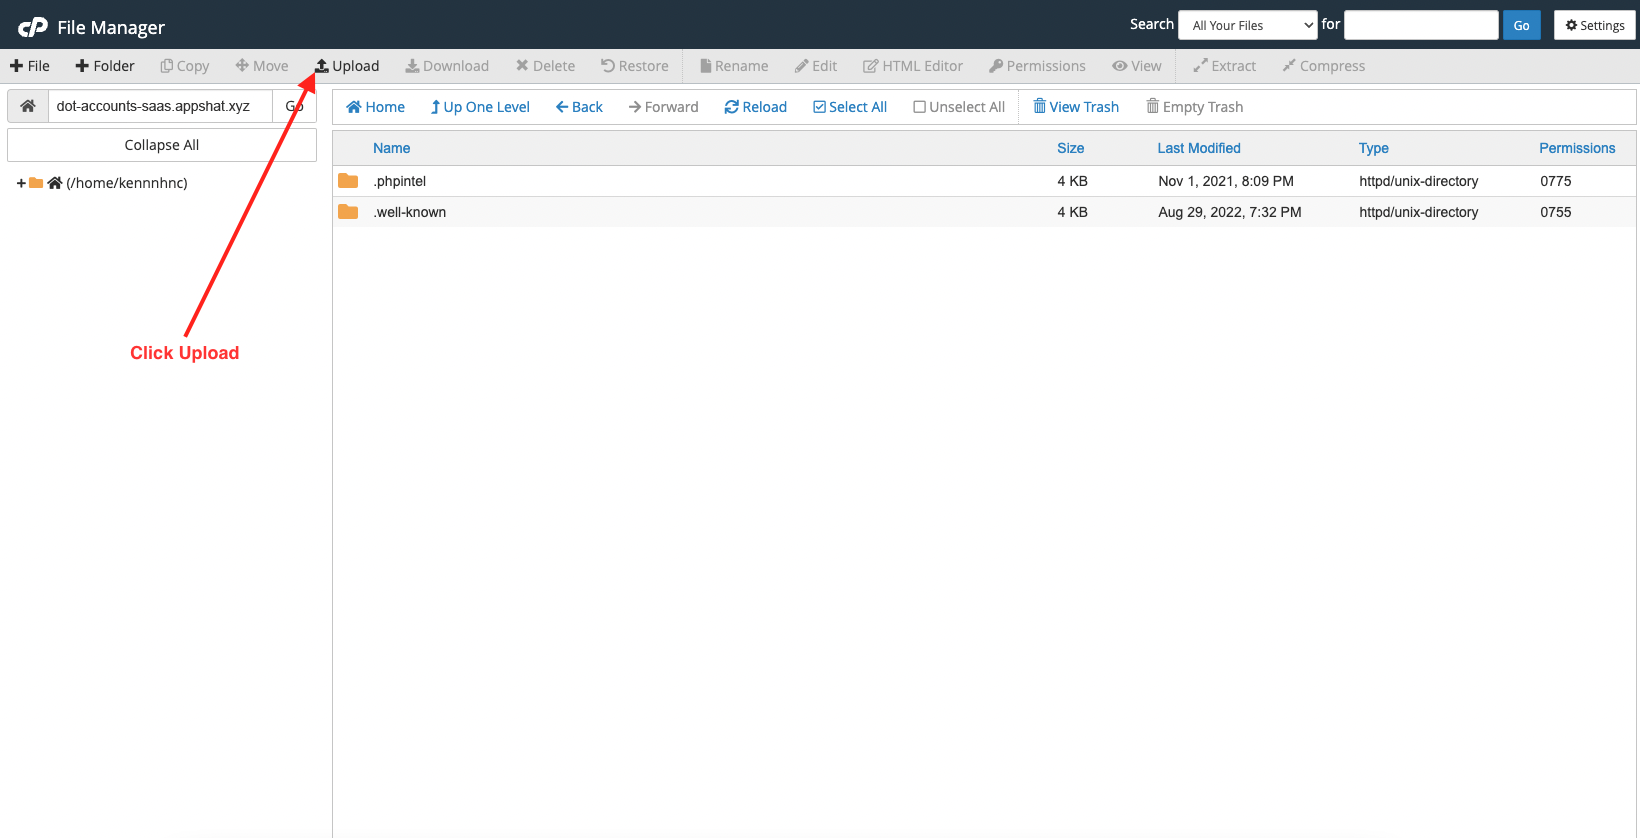 cP File Manager
Search All Your Files for Go Settings
File Folder Copy Move Upload Download Delete Restore Rename Edit HTML Editor Permissions View Extract Compress
dot-accounts-saas.appshat.xyz Go
Home Up One Level Back Forward Reload Select All Unselect All View Trash Empty Trash
Collapse All
(/home/kennnhnc)
Name Size Last Modified Type Permissions
.phpintel 4 KB Nov 1, 2021, 8:09 PM httpd/unix-directory 0775
.well-known 4 KB Aug 29, 2022, 7:32 PM httpd/unix-directory 0755
Click Upload